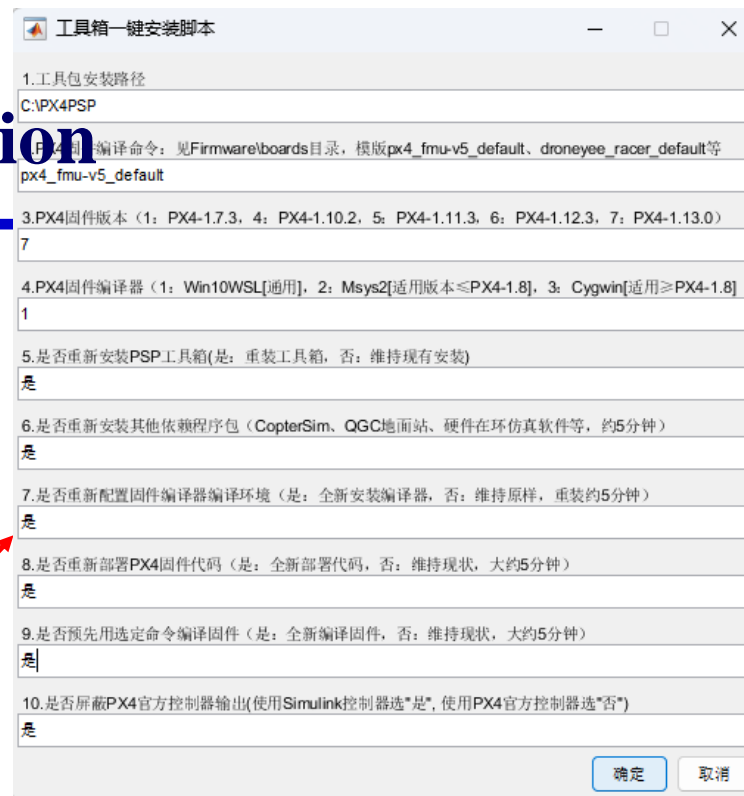 工具箱一键安装脚本
1.工具包安装路径
C:\PX4PSP
ion
.PX4固件编译命令：见Firmware\boards目录，模版px4_fmu-v5_default、droneyee_racer_default等
px4_fmu-v5_default
3.PX4固件版本（1：PX4-1.7.3，4：PX4-1.10.2，5：PX4-1.11.3，6：PX4-1.12.3，7：PX4-1.13.0）
7
4.PX4固件编译器（1：Win10WSL[通用]，2：Msys2[适用版本≤PX4-1.8]，3：Cygwin[适用≥PX4-1.8]
1
5.是否重新安装PSP工具箱(是：重装工具箱，否：维持现有安装)
是
6.是否重新安装其他依赖程序包（CopterSim、QGC地面站、硬件在环仿真软件等，约5分钟）
是
7.是否重新配置固件编译器编译环境（是：全新安装编译器，否：维持原样，重装约5分钟）
是
8.是否重新部署PX4固件代码（是：全新部署代码，否：维持现状，大约5分钟）
是
9.是否预先用选定命令编译固件（是：全新编译固件，否：维持现状，大约5分钟）
是
10.是否屏蔽PX4官方控制器输出(使用Simulink控制器选"是", 使用PX4官方控制器选"否")
是
确定
取消